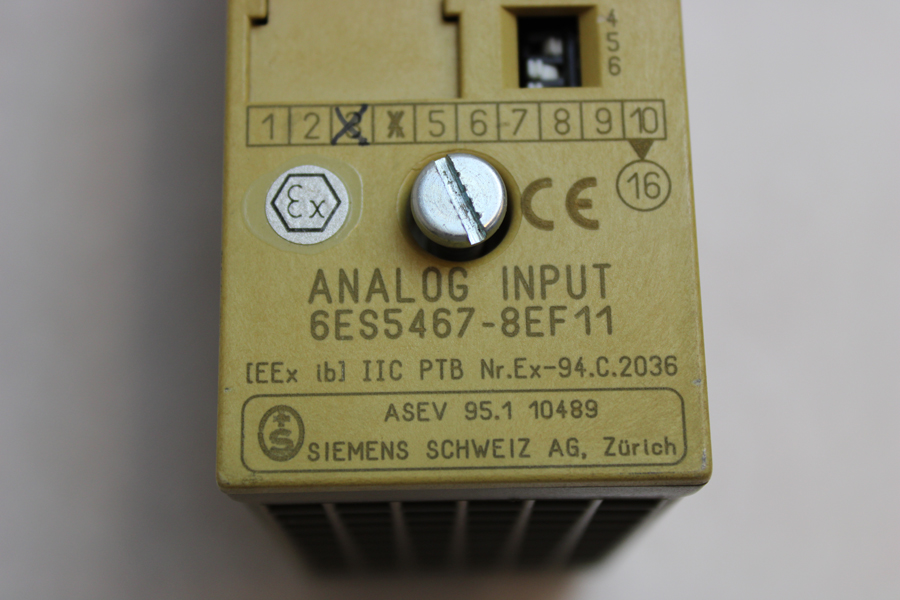 4
5
6
1 2 3 4 5 6 7 8 9 10
Ɛx CE 16
ANALOG INPUT
6ES5467-8EF11
[EEx ib] IIC PTB Nr.Ex-94.C.2036
ASEV 95.1 10489
S SIEMENS SCHWEIZ AG, Zürich